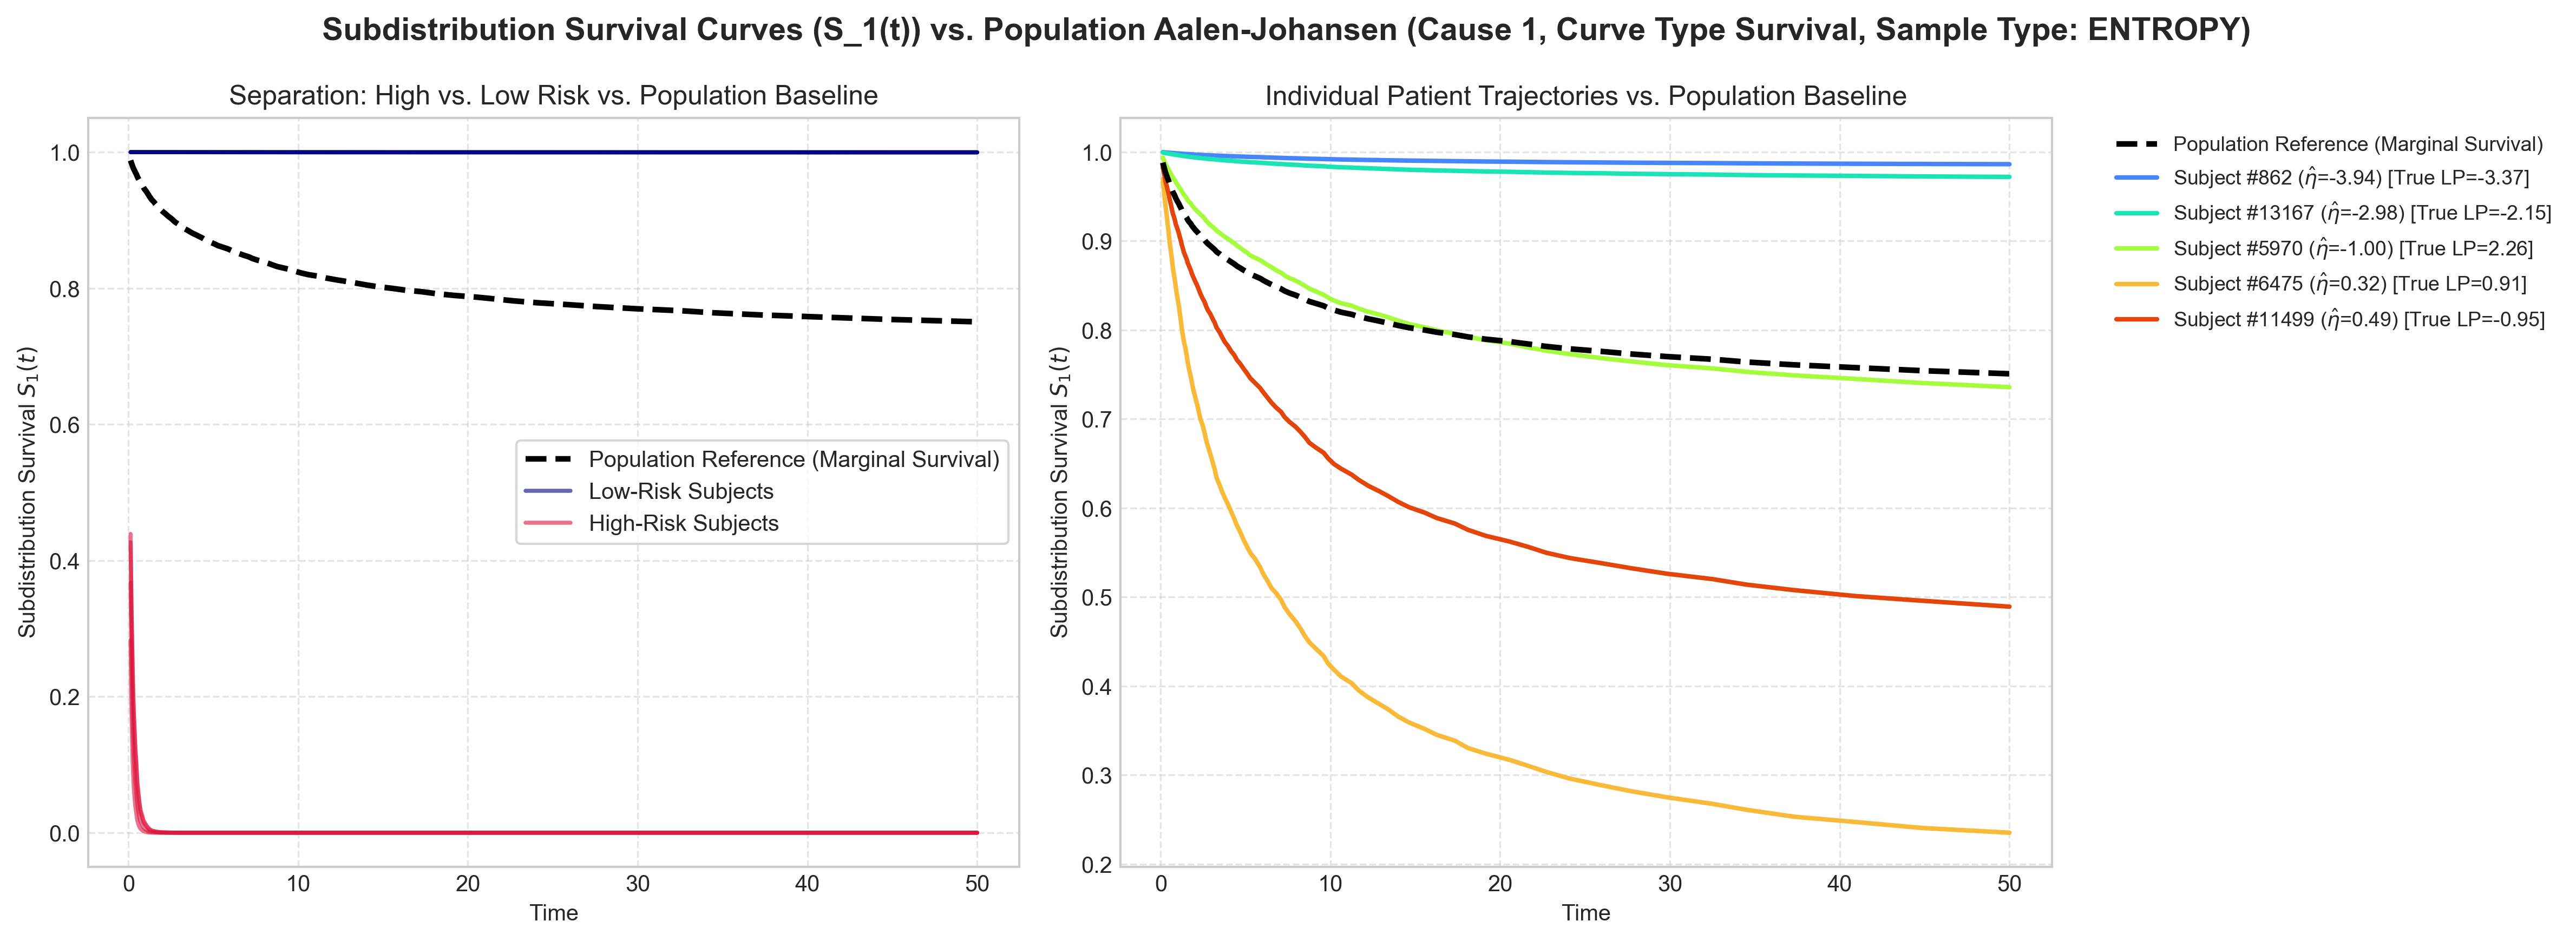 Subdistribution Survival Curves (S_1(t)) vs. Population Aalen-Johansen (Cause 1, Curve Type Survival, Sample Type: ENTROPY)
Separation: High vs. Low Risk vs. Population Baseline
Subdistribution Survival S₁(t)
1.0
0.8
0.6
0.4
0.2
0.0
Population Reference (Marginal Survival)
Low-Risk Subjects
High-Risk Subjects
0 10 20 30 40 50
Time
Individual Patient Trajectories vs. Population Baseline
Subdistribution Survival S₁(t)
1.0
0.9
0.8
0.7
0.6
0.5
0.4
0.3
0.2
0 10 20 30 40 50
Time
Population Reference (Marginal Survival)
Subject #862 (η̂=-3.94) [True LP=-3.37]
Subject #13167 (η̂=-2.98) [True LP=-2.15]
Subject #5970 (η̂=-1.00) [True LP=2.26]
Subject #6475 (η̂=0.32) [True LP=0.91]
Subject #11499 (η̂=0.49) [True LP=-0.95]